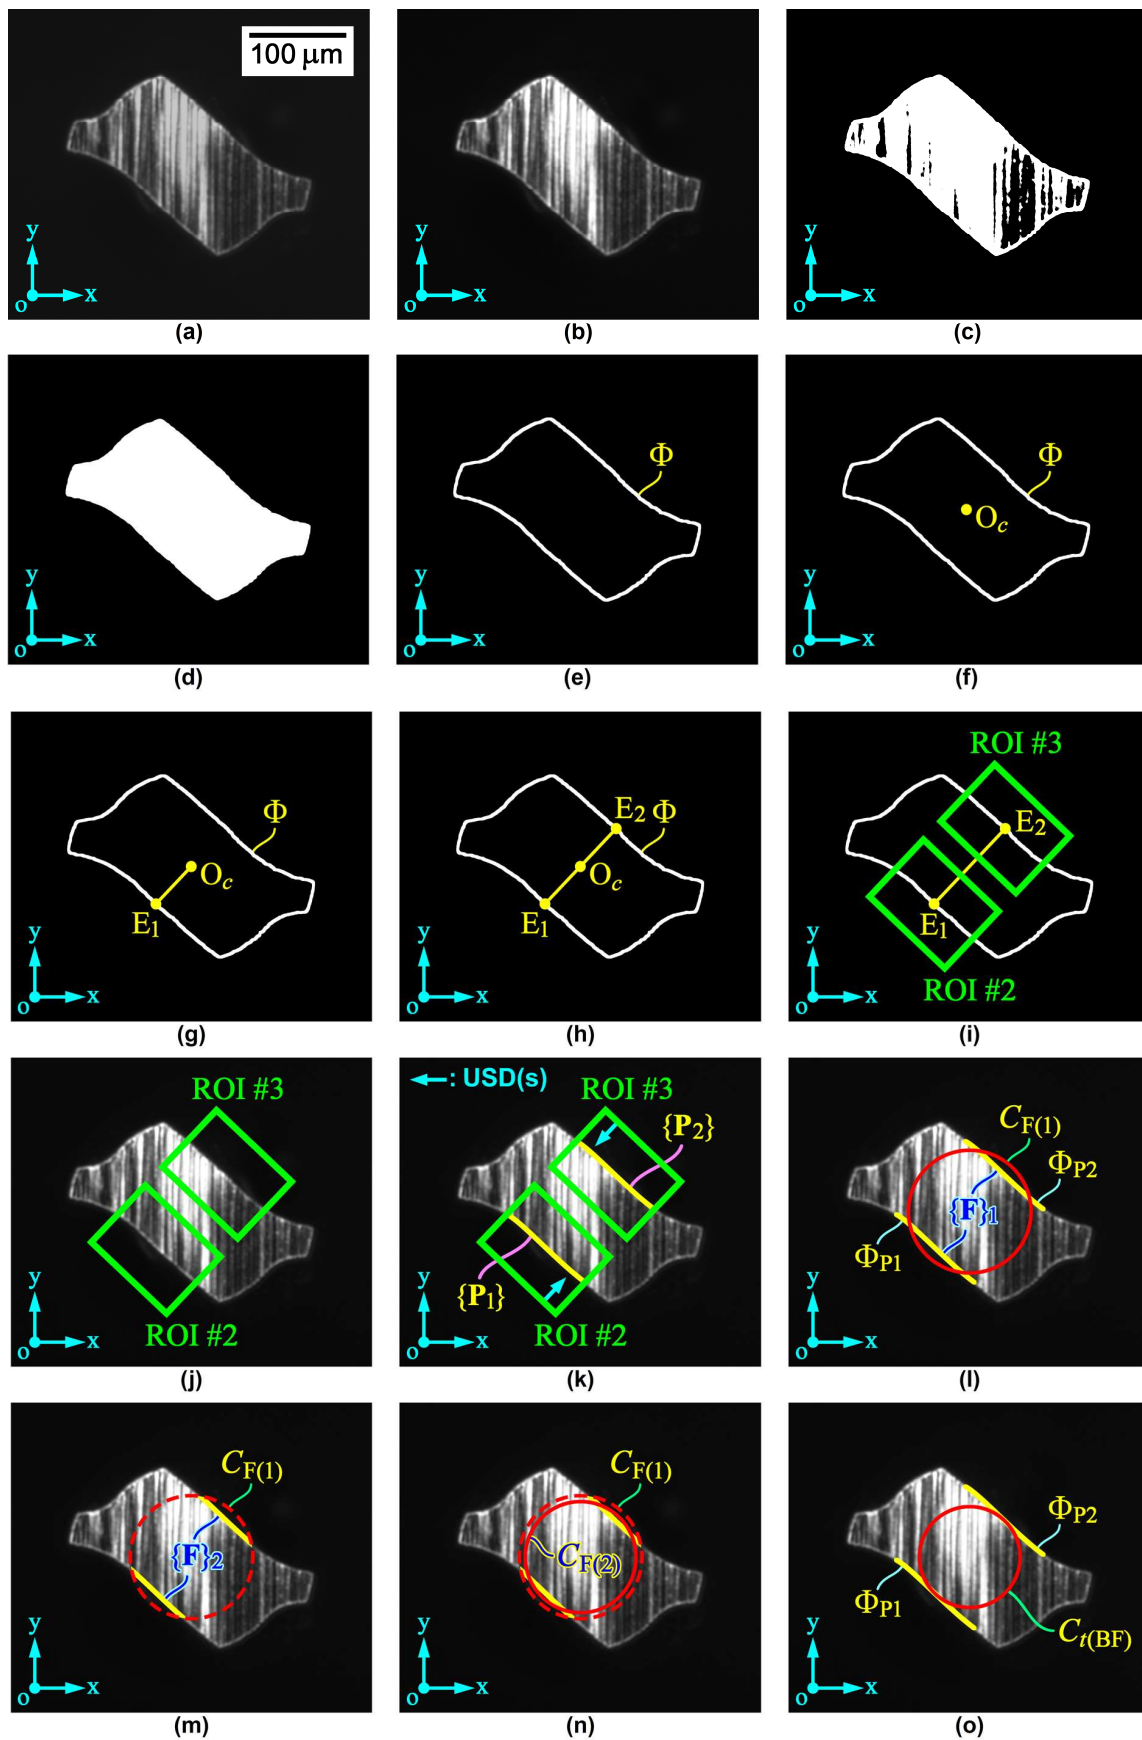 100 μm
y
o x
(a)
y
o x
(b)
y
o x
(c)
y
o x
(d)
Φ
y
o x
(e)
Φ
Oc
y
o x
(f)
Φ
Oc
E1
y
o x
(g)
E2 Φ
Oc
E1
y
o x
(h)
ROI #3
E2
E1
ROI #2
y
o x
(i)
ROI #3
ROI #2
y
o x
(j)
: USD(s)
ROI #3
{P2}
{P1}
ROI #2
y
o x
(k)
CF(1)
ΦP2
{F}1
ΦP1
y
o x
(l)
CF(1)
{F}2
y
o x
(m)
CF(1)
CF(2)
y
o x
(n)
ΦP2
ΦP1
Ct(BF)
y
o x
(o)